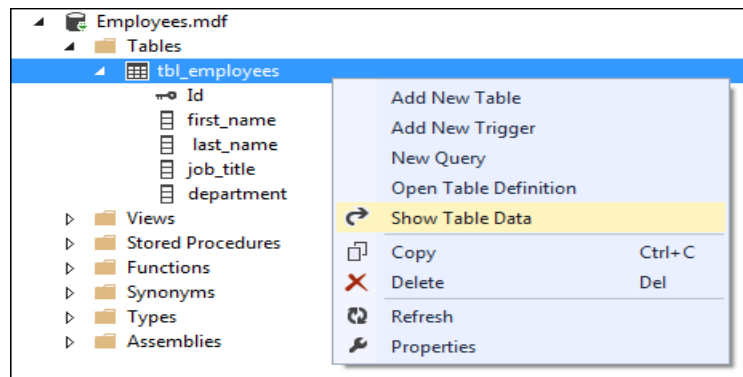 Employees.mdf
Tables
tbl_employees
Id
first_name
last_name
job_title
department
Views
Stored Procedures
Functions
Synonyms
Types
Assemblies
Add New Table
Add New Trigger
New Query
Open Table Definition
Show Table Data
Copy Ctrl+C
Delete Del
Refresh
Properties